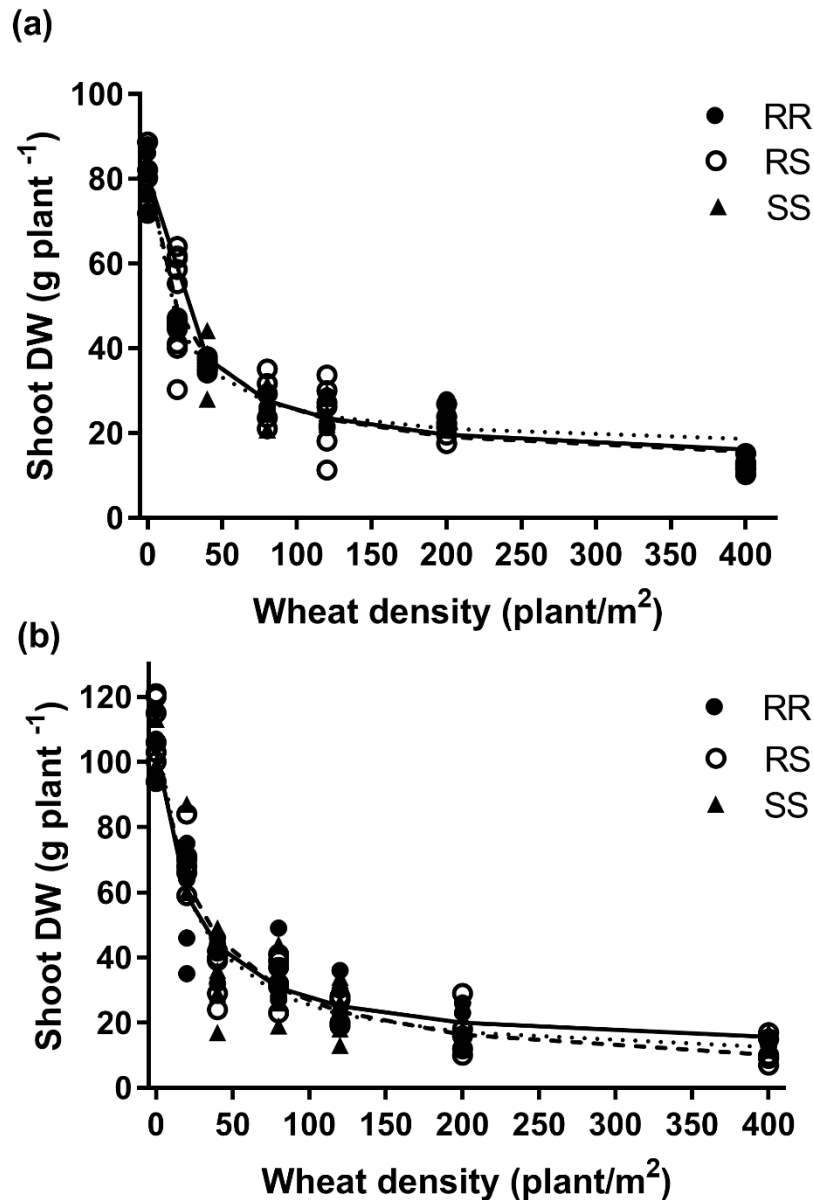 (a)
Shoot DW (g plant ⁻¹)
100
80
60
40
20
0
RR
RS
SS
0 50 100 150 200 250 300 350 400
Wheat density (plant/m²)
(b)
Shoot DW (g plant ⁻¹)
120
100
80
60
40
20
0
RR
RS
SS
0 50 100 150 200 250 300 350 400
Wheat density (plant/m²)